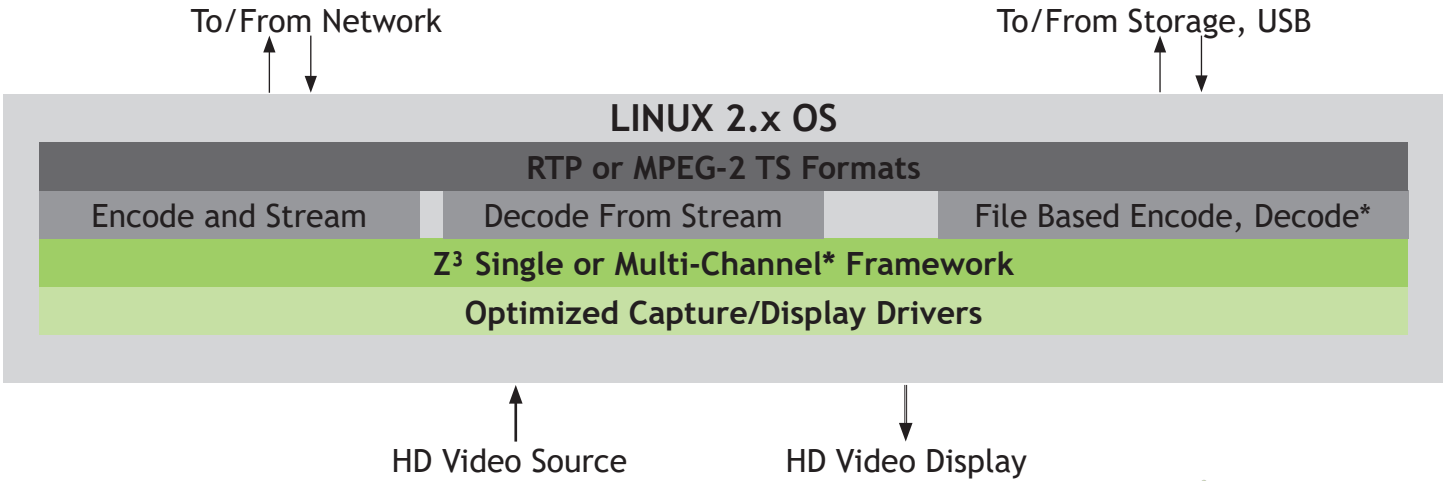 To/From Network
To/From Storage, USB
LINUX 2.x OS
RTP or MPEG-2 TS Formats
Encode and Stream
Decode From Stream
File Based Encode, Decode*
Z³ Single or Multi-Channel* Framework
Optimized Capture/Display Drivers
HD Video Source
HD Video Display